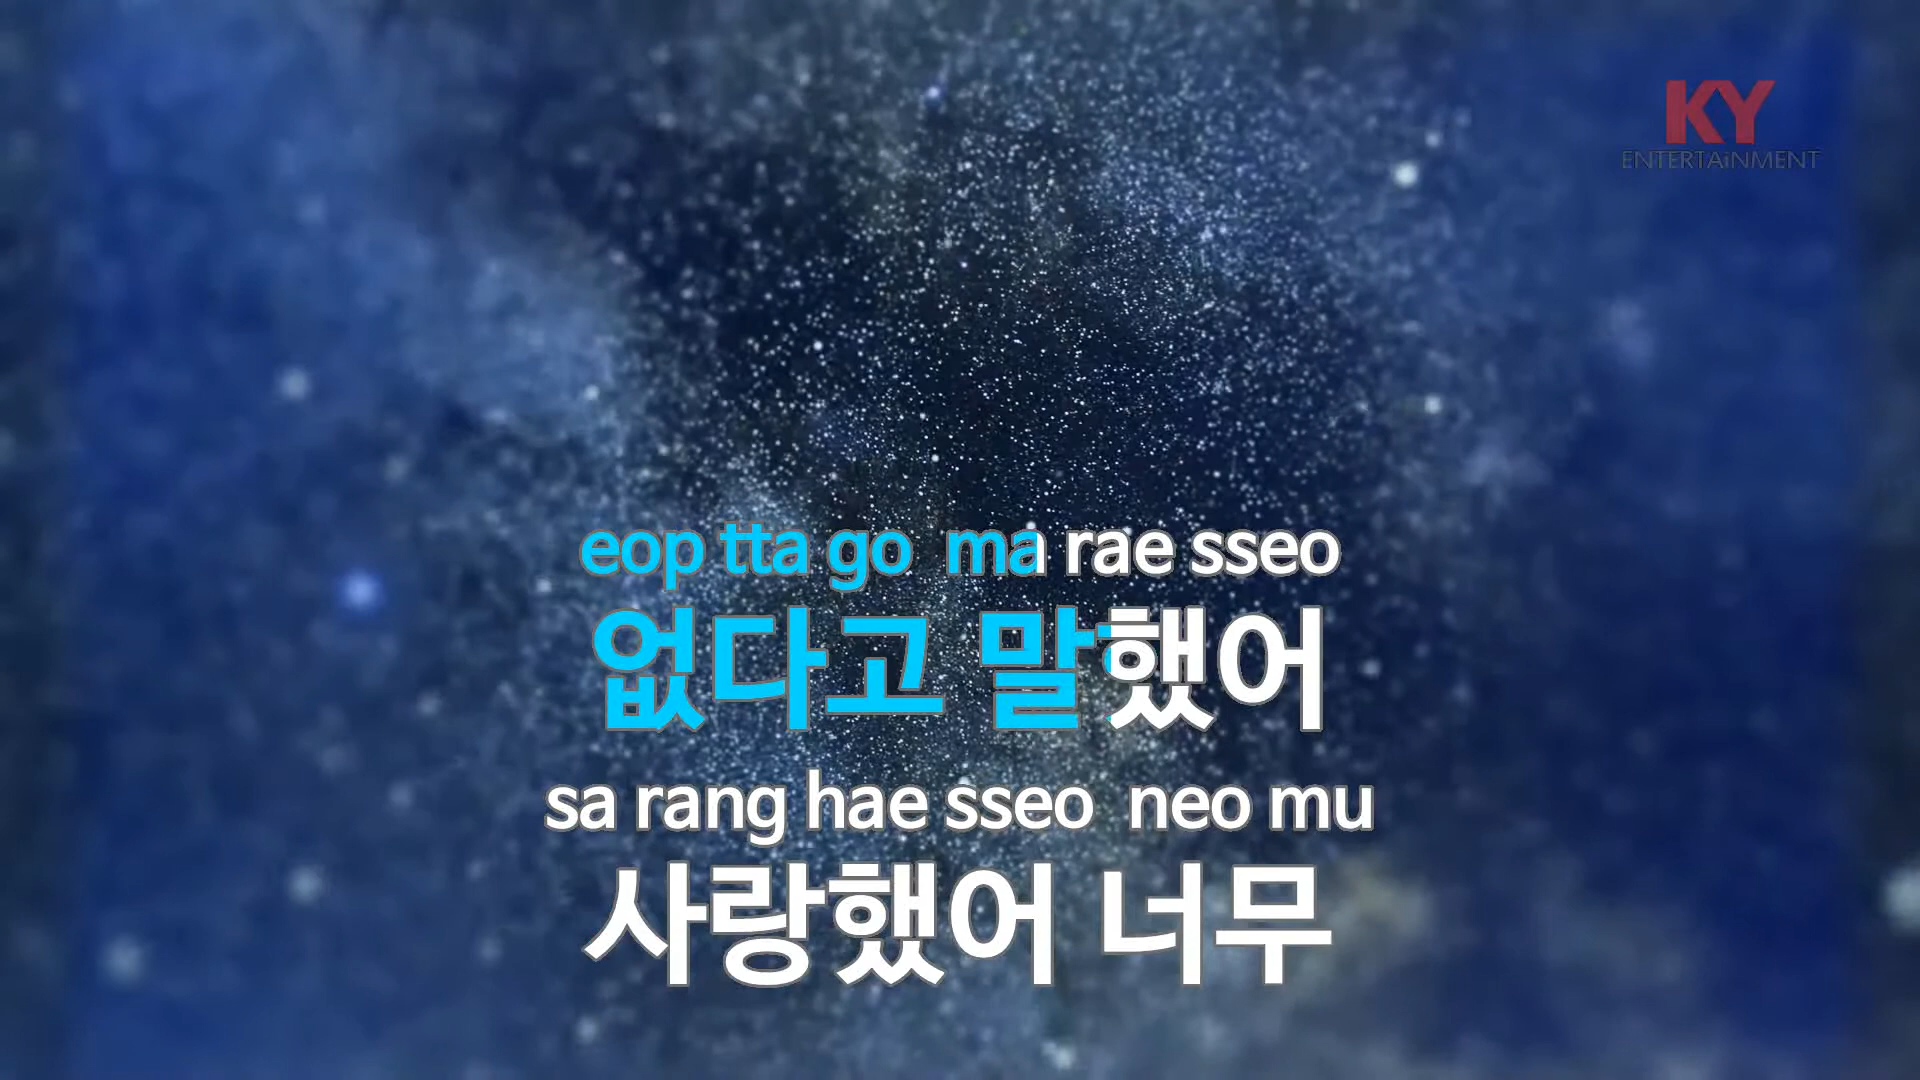 KY
ENTERTAiNMENT
eop tta go ma rae sseo
없다고 말했어
sa rang hae sseo neo mu
사랑했어 너무